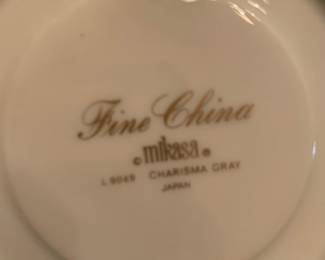 Fine China
© mikasa ®
L 9049 CHARISMA GRAY
JAPAN